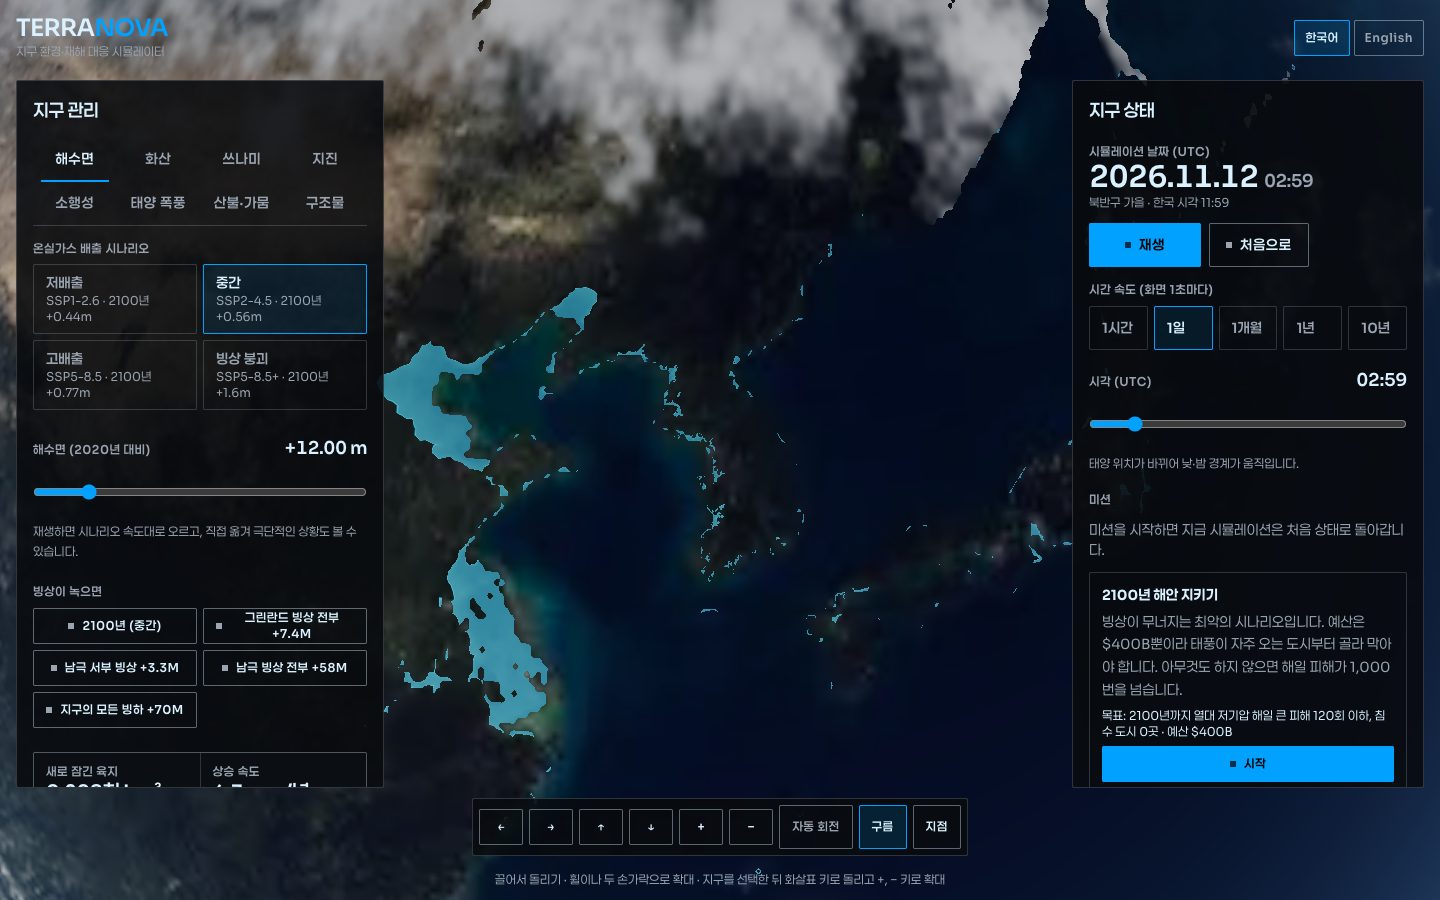 TERRANOVA
지구 환경·재해 대응 시뮬레이터
한국어
English
지구 관리
해수면
화산
쓰나미
지진
소행성
태양 폭풍
산불·가뭄
구조물
온실가스 배출 시나리오
저배출
SSP1-2.6 · 2100년
+0.44m
중간
SSP2-4.5 · 2100년
+0.56m
고배출
SSP5-8.5 · 2100년
+0.77m
빙상 붕괴
SSP5-8.5+ · 2100년
+1.6m
해수면 (2020년 대비)
+12.00 m
재생하면 시나리오 속도대로 오르고, 직접 옮겨 극단적인 상황도 볼 수
있습니다.
빙상이 녹으면
2100년 (중간)
그린란드 빙상 전부
+7.4M
남극 서부 빙상 +3.3M
남극 빙상 전부 +58M
지구의 모든 빙하 +70M
새로 잠긴 육지
상승 속도
지구 상태
시뮬레이션 날짜 (UTC)
2026.11.12 02:59
북반구 가을 · 한국 시각 11:59
재생
처음으로
시간 속도 (화면 1초마다)
1시간
1일
1개월
1년
10년
시각 (UTC)
02:59
태양 위치가 바뀌어 낮·밤 경계가 움직입니다.
미션
미션을 시작하면 지금 시뮬레이션은 처음 상태로 돌아갑니
다.
2100년 해안 지키기
빙상이 무너지는 최악의 시나리오입니다. 예산은
$400B뿐이라 태풍이 자주 오는 도시부터 골라 막아
야 합니다. 아무것도 하지 않으면 해일 피해가 1,000
번을 넘습니다.
목표: 2100년까지 열대 저기압 해일 큰 피해 120회 이하, 침
수 도시 0곳 · 예산 $400B
시작
←
→
↑
↓
+
−
자동 회전
구름
지점
끌어서 돌리기 · 휠이나 두 손가락으로 확대 · 지구를 선택한 뒤 화살표 키로 돌리고 +, − 키로 확대